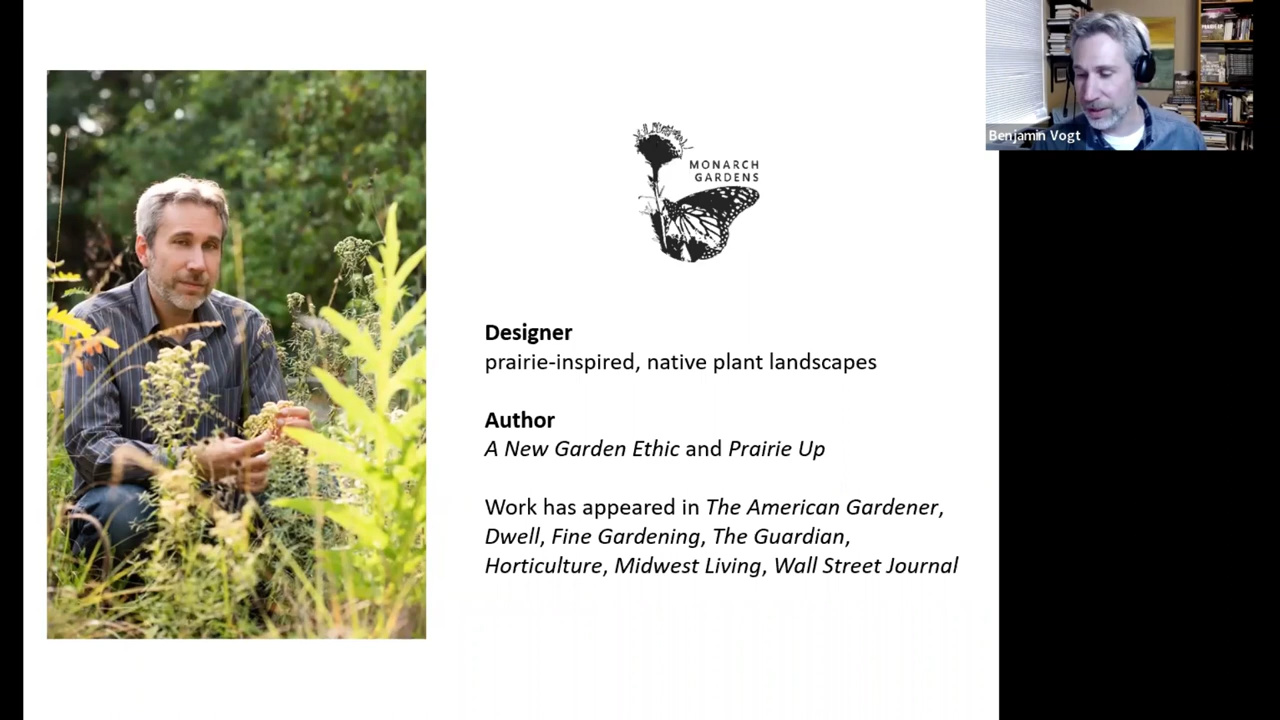 Benjamin Vogt
MONARCH
GARDENS
Designer
prairie-inspired, native plant landscapes
Author
A New Garden Ethic and Prairie Up
Work has appeared in The American Gardener,
Dwell, Fine Gardening, The Guardian,
Horticulture, Midwest Living, Wall Street Journal